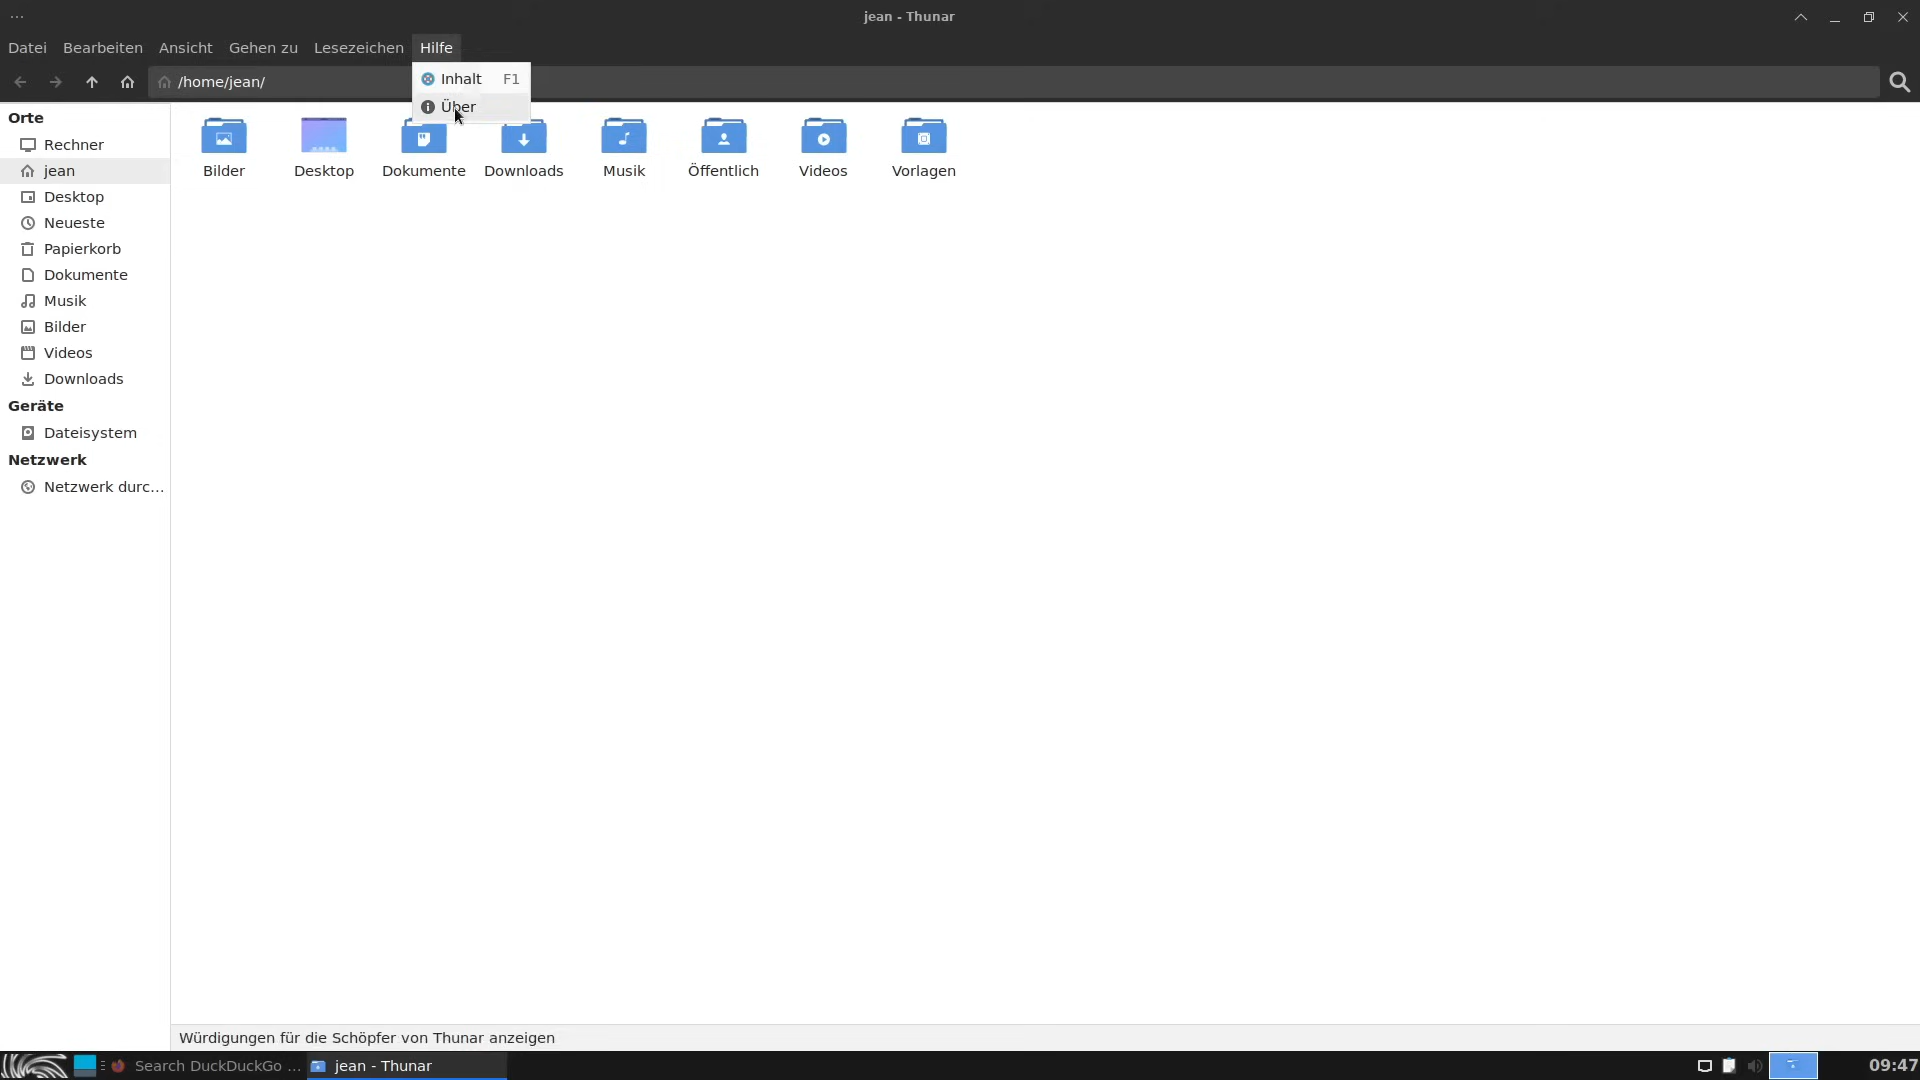 jean - Thunar
Datei Bearbeiten Ansicht Gehen zu Lesezeichen Hilfe
/home/jean/
Inhalt F1
Über
Orte
Rechner
jean
Desktop
Neueste
Papierkorb
Dokumente
Musik
Bilder
Videos
Downloads
Geräte
Dateisystem
Netzwerk
Netzwerk durc...
Bilder Desktop Dokumente Downloads Musik Öffentlich Videos Vorlagen
Würdigungen für die Schöpfer von Thunar anzeigen
Search DuckDuckGo ... jean - Thunar 09:47